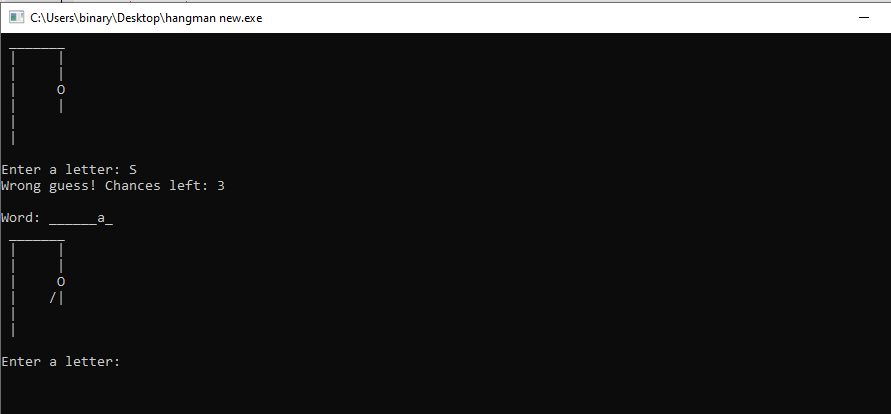 C:\Users\binary\Desktop\hangman new.exe
 _______
 |     |
 |     |
 |     O
 |     |
 |
 |
Enter a letter: S
Wrong guess! Chances left: 3
Word: ______a_
 _______
 |     |
 |     |
 |     O
 |    /|
 |
 |
Enter a letter: